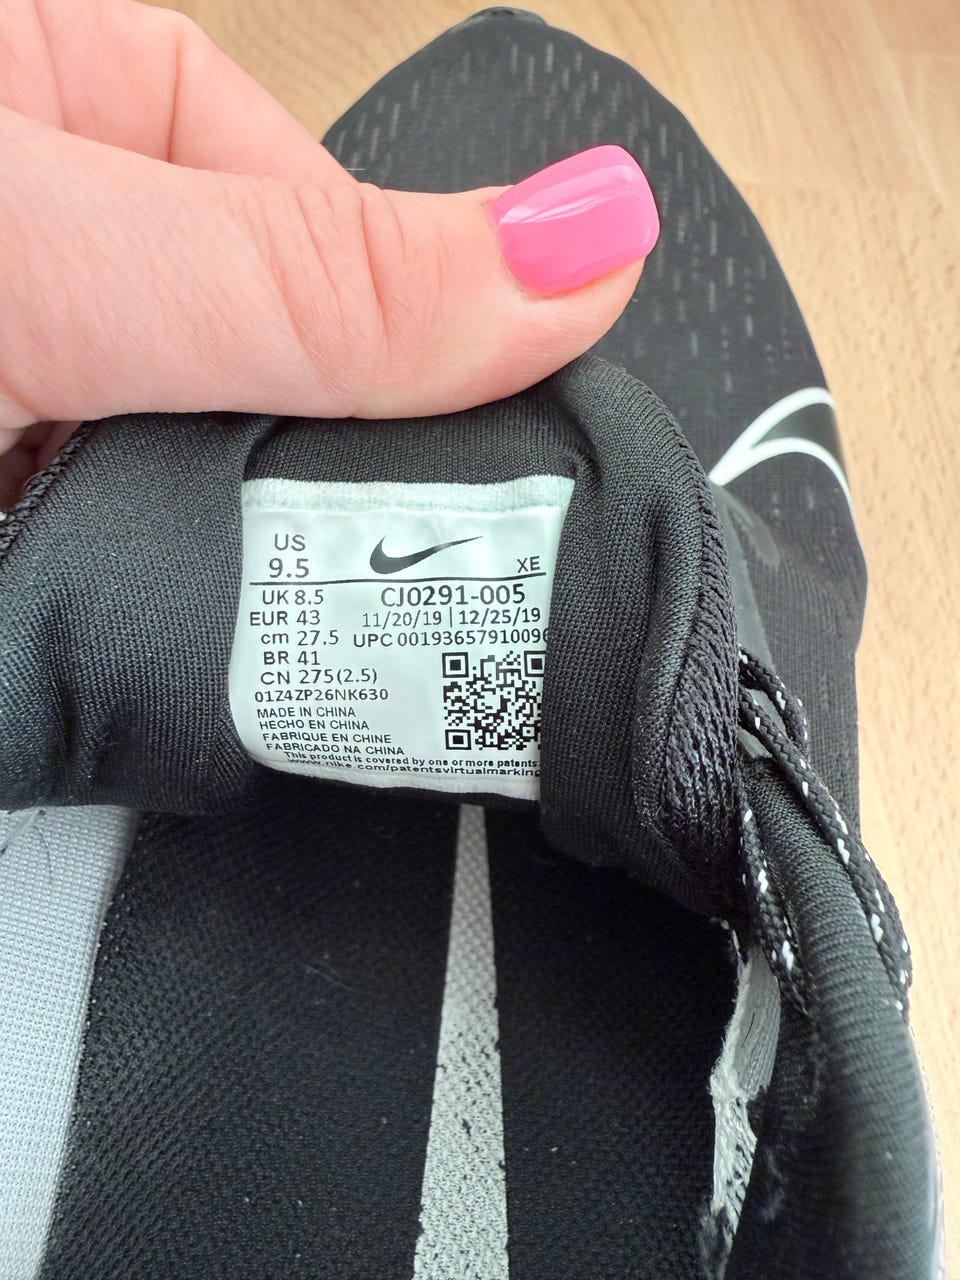 US
9.5
XE
UK 8.5
CJ0291-005
EUR 43
11/20/19 | 12/25/19
cm 27.5
UPC 00193657910096
BR 41
CN 275(2.5)
01Z4ZP26NK630
MADE IN CHINA
HECHO EN CHINA
FABRIQUE EN CHINE
FABRICADO NA CHINA
This product is covered by one or more patents.
www.nike.com/patentsvirtualmarking